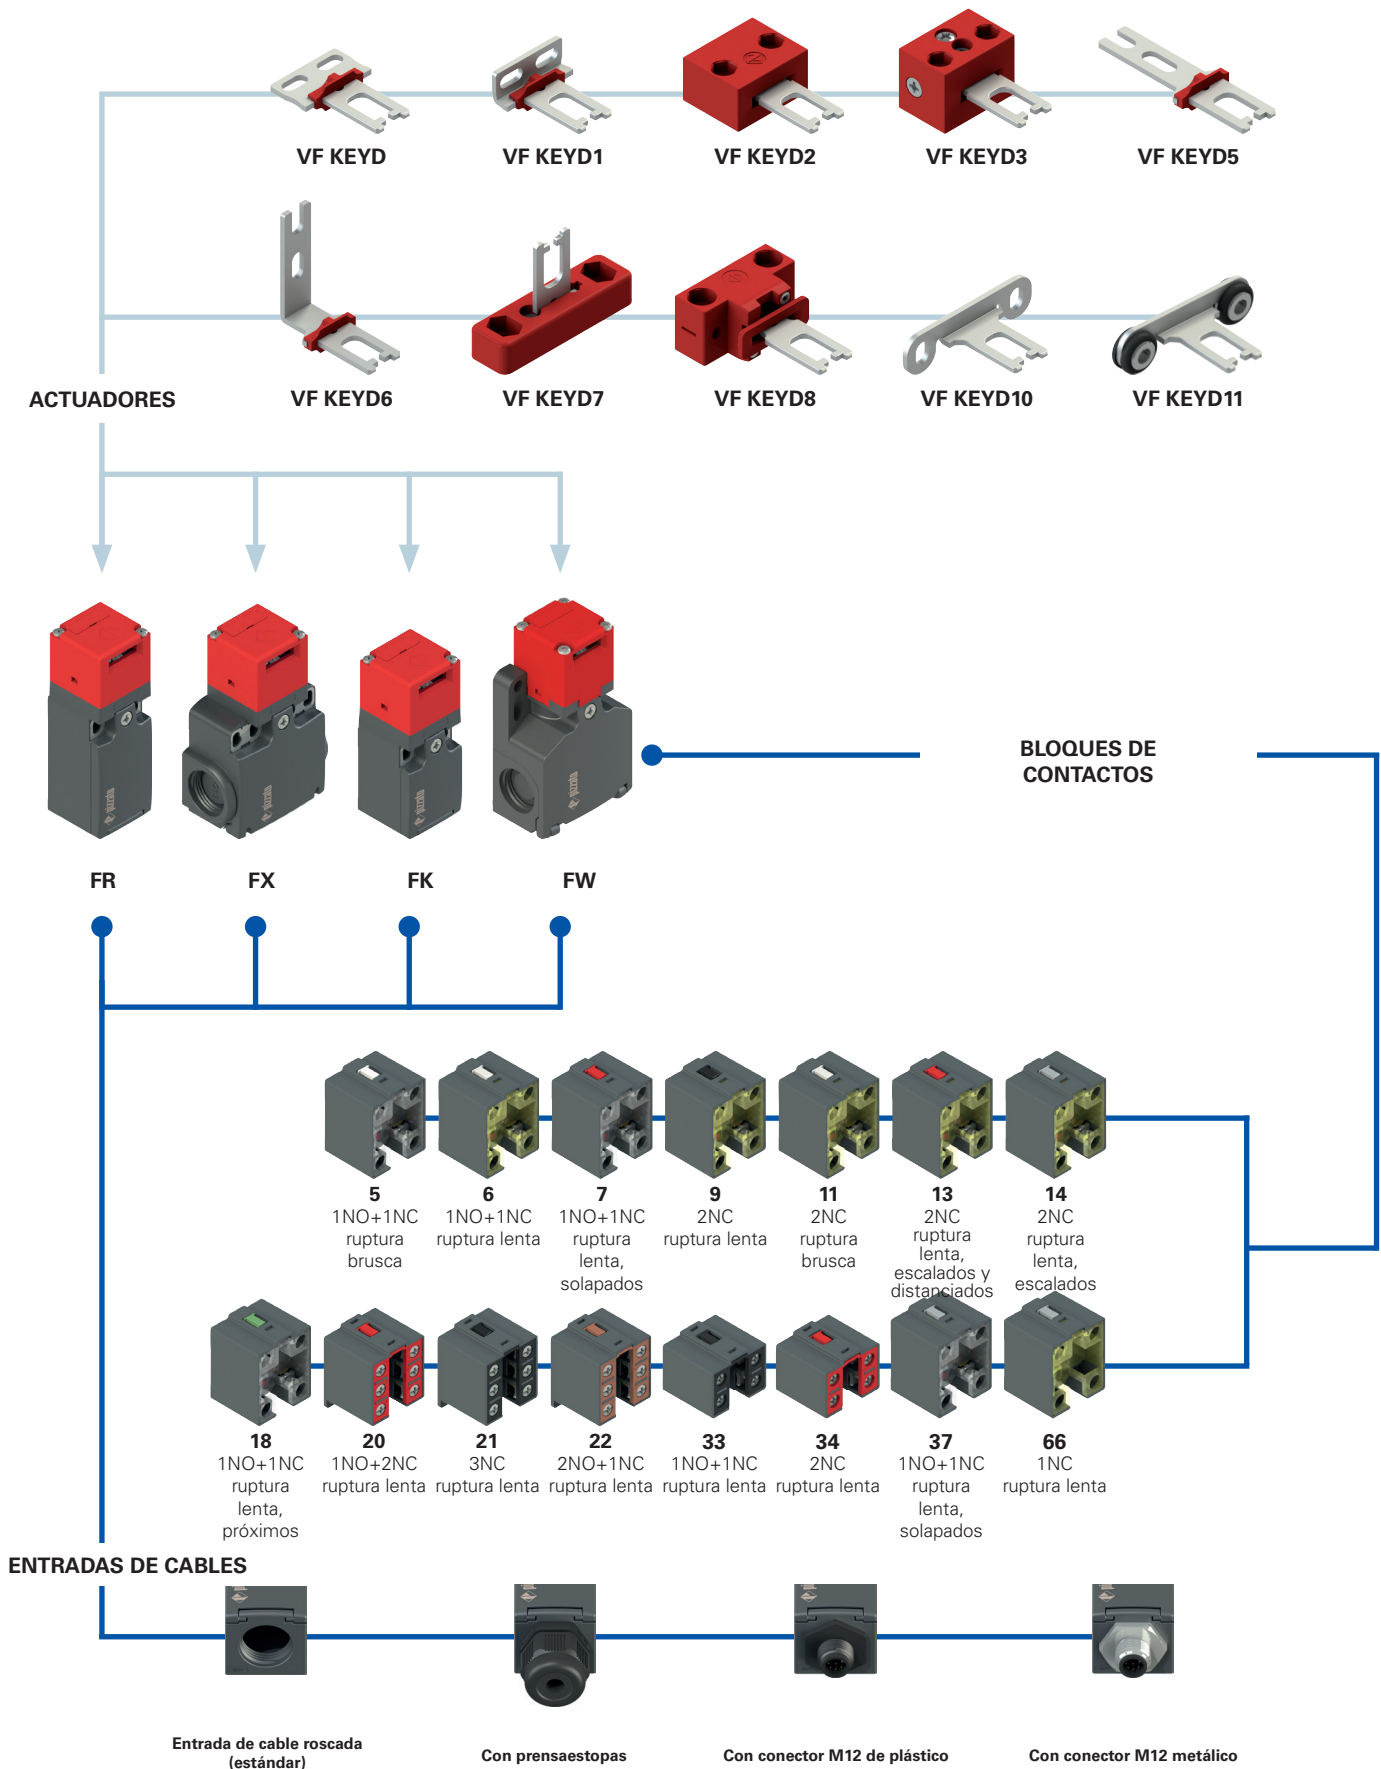 VF KEYD
VF KEYD1
VF KEYD2
VF KEYD3
VF KEYD5
VF KEYD6
VF KEYD7
VF KEYD8
VF KEYD10
VF KEYD11
ACTUADORES
pizzato
pizzato
pizzato
pizzato
BLOQUES DE
CONTACTOS
FR
FX
FK
FW
5
1NO+1NC
ruptura
brusca
6
1NO+1NC
ruptura lenta
7
1NO+1NC
ruptura
lenta,
solapados
9
2NC
ruptura lenta
11
2NC
ruptura
brusca
13
2NC
ruptura
lenta,
escalados y
distanciados
14
2NC
ruptura
lenta,
escalados
18
1NO+1NC
ruptura
lenta,
próximos
20
1NO+2NC
ruptura lenta
21
3NC
ruptura lenta
22
2NO+1NC
ruptura lenta
33
1NO+1NC
ruptura lenta
34
2NC
ruptura lenta
37
1NO+1NC
ruptura
lenta,
solapados
66
1NC
ruptura lenta
ENTRADAS DE CABLES
Entrada de cable roscada
(estándar)
Con prensaestopas
Con conector M12 de plástico
Con conector M12 metálico